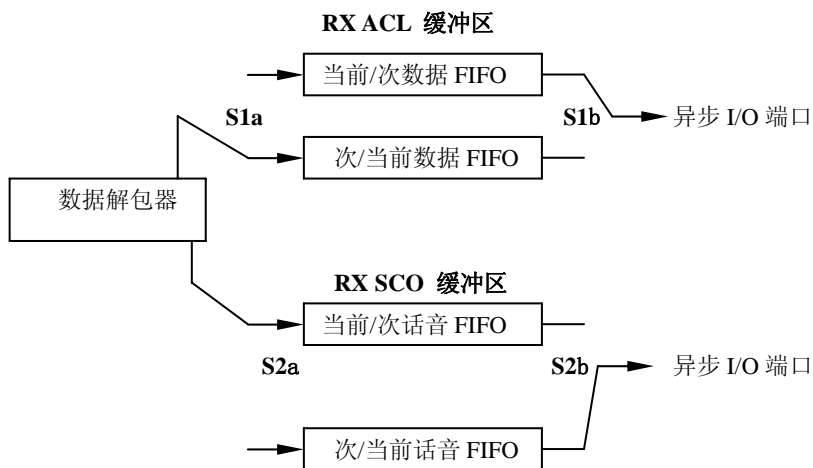 RX ACL 缓冲区
当前/次数据 FIFO
S1a
S1b
异步 I/O 端口
次/当前数据 FIFO
数据解包器
RX SCO 缓冲区
当前/次话音 FIFO
S2a
S2b
异步 I/O 端口
次/当前话音 FIFO